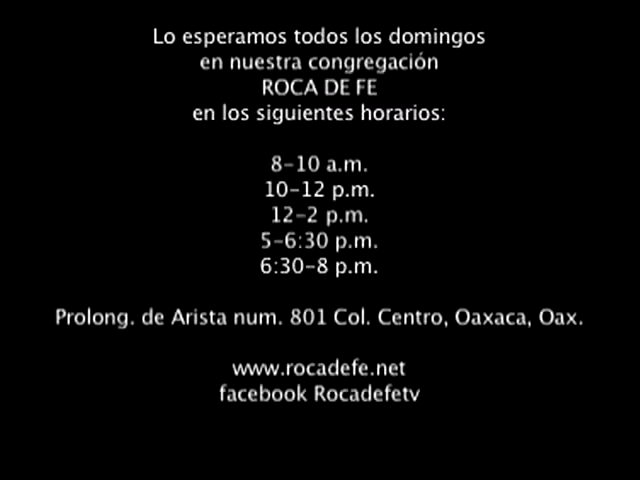 Lo esperamos todos los domingos
en nuestra congregación
ROCA DE FE
en los siguientes horarios:
8-10 a.m.
10-12 p.m.
12-2 p.m.
5-6:30 p.m.
6:30-8 p.m.
Prolong. de Arista num. 801 Col. Centro, Oaxaca, Oax.
www.rocadefe.net
facebook Rocadefetv